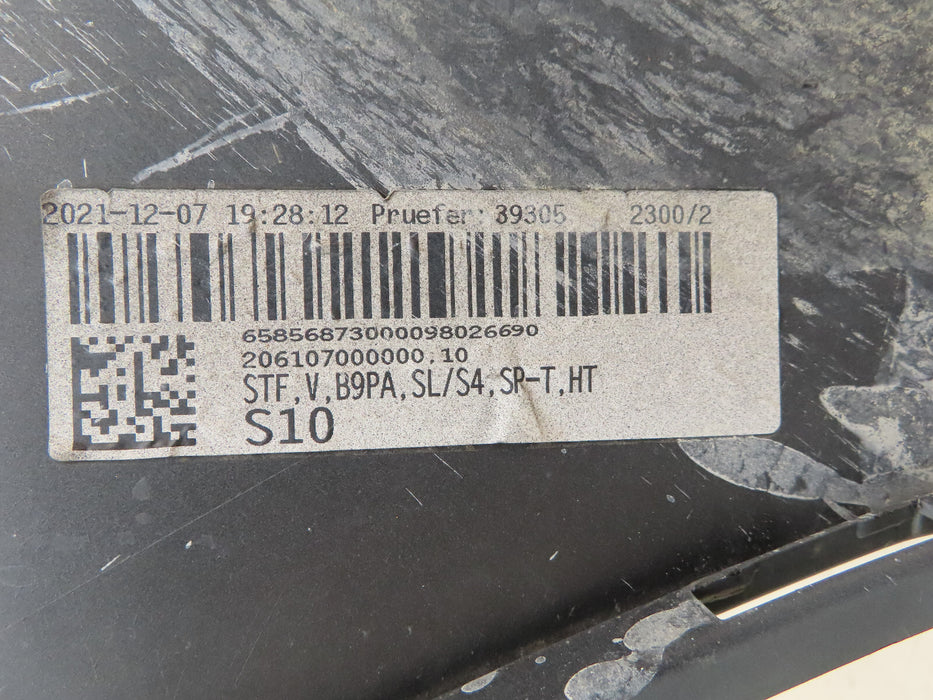 2021-12-07 19:28:12 Pruefer: 39305 2300/2
65856873000098026690
206107000000.10
STF,V,B9PA,SL/S4,SP-T,HT
S10